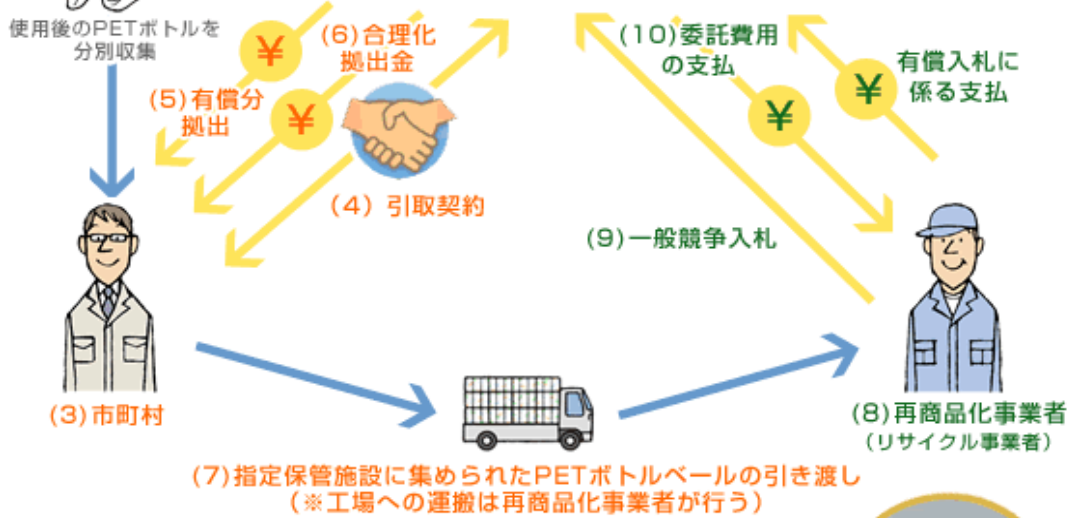 使用後のPETボトルを
分別収集
(6)合理化
拠出金
(10)委託費用
の支払
有償入札に
係る支払
¥
¥
¥
¥
(5)有償分
拠出
(4) 引取契約
(9)一般競争入札
(3)市町村
(8)再商品化事業者
(リサイクル事業者)
(7)指定保管施設に集められたPETボトルベールの引き渡し
(※工場への運搬は再商品化事業者が行う)